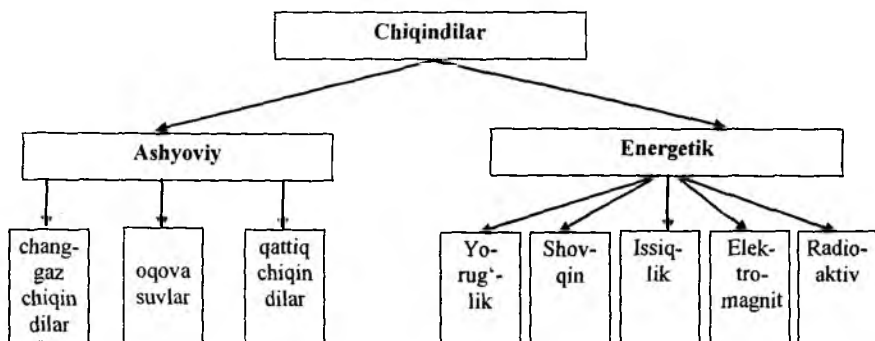 Chiqindilar
Ashyoviy
Energetik
chang-
gaz
chiqin
dilar
oqova
suvlar
qattiq
chiqin
dilar
Yo-
rug‘-
lik
Shov-
qin
Issiq-
lik
Elek-
tro-
magnit
Radio-
aktiv